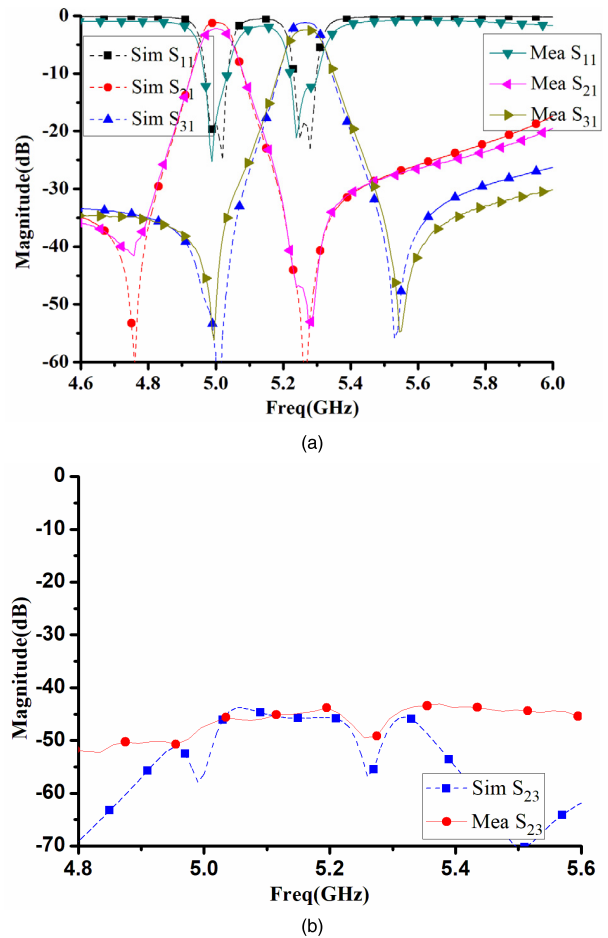 0
-10
-20
-30
-40
-50
-60
Magnitude(dB)
Sim S11
Sim S21
Sim S31
Mea S11
Mea S21
Mea S31
4.6 4.8 5.0 5.2 5.4 5.6 5.8 6.0
Freq(GHz)
(a)
0
-10
-20
-30
-40
-50
-60
-70
Magnitude(dB)
Sim S23
Mea S23
4.8 5.0 5.2 5.4 5.6
Freq(GHz)
(b)